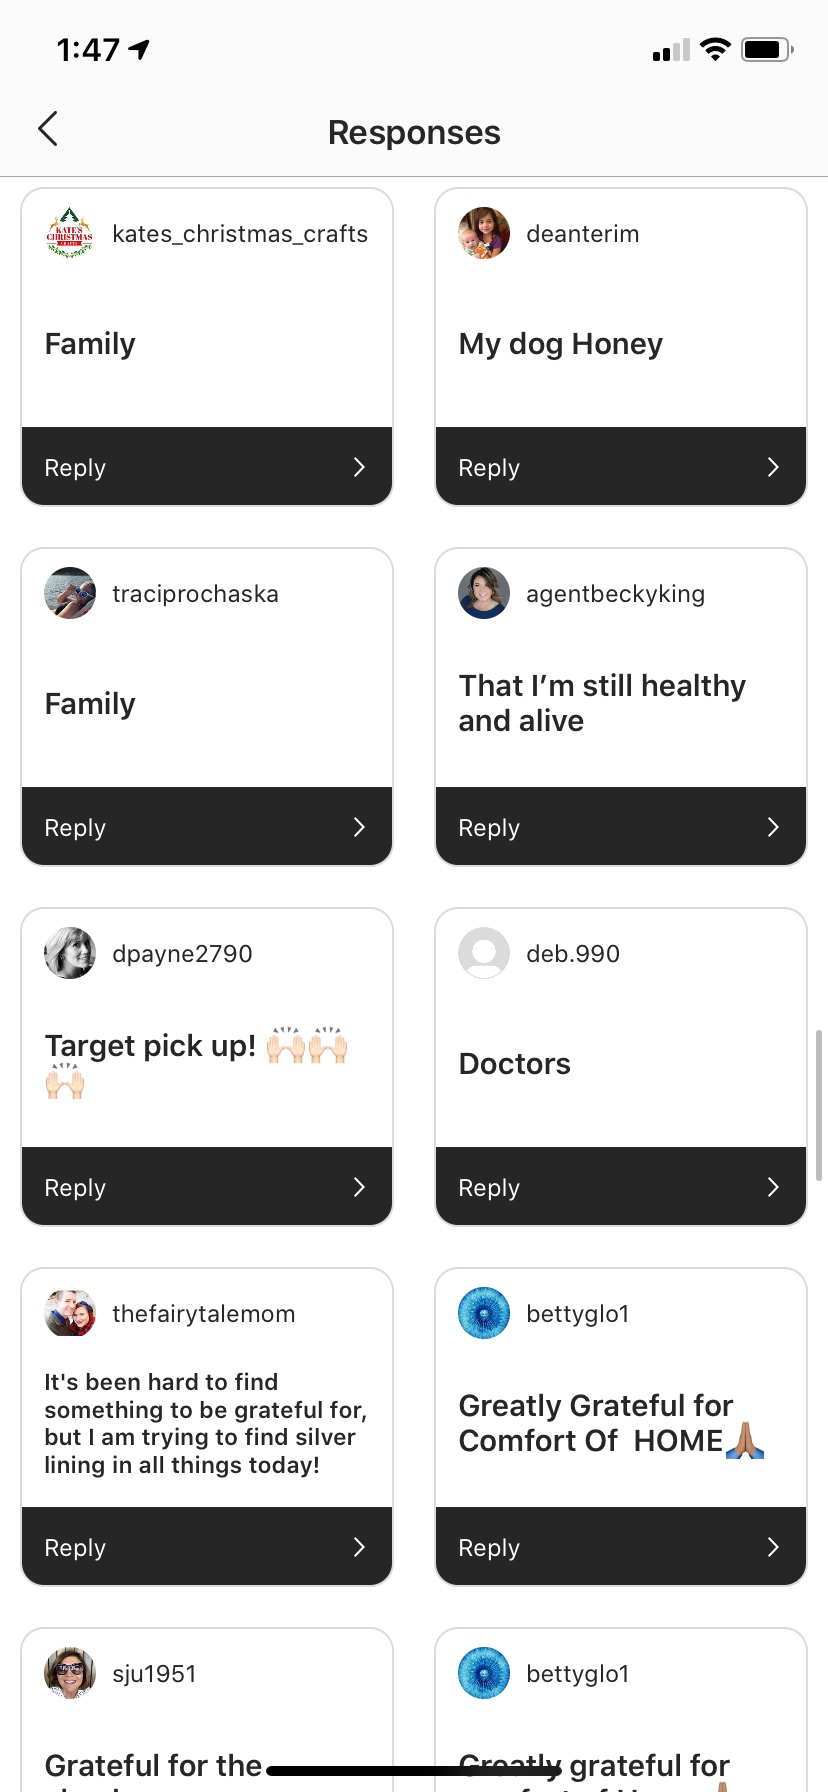 1:47
Responses
KATE'S
CHRISTMAS
kates_christmas_crafts
Family
Reply
deanterim
My dog Honey
Reply
traciprochaska
Family
Reply
agentbeckyking
That I’m still healthy
and alive
Reply
dpayne2790
Target pick up! 🙌🏻🙌🏻
🙌🏻
Reply
deb.990
Doctors
Reply
thefairytalemom
It's been hard to find
something to be grateful for,
but I am trying to find silver
lining in all things today!
Reply
bettyglo1
Greatly Grateful for
Comfort Of  HOME🙏🏽
Reply
sju1951
Grateful for the
bettyglo1
Greatly grateful for